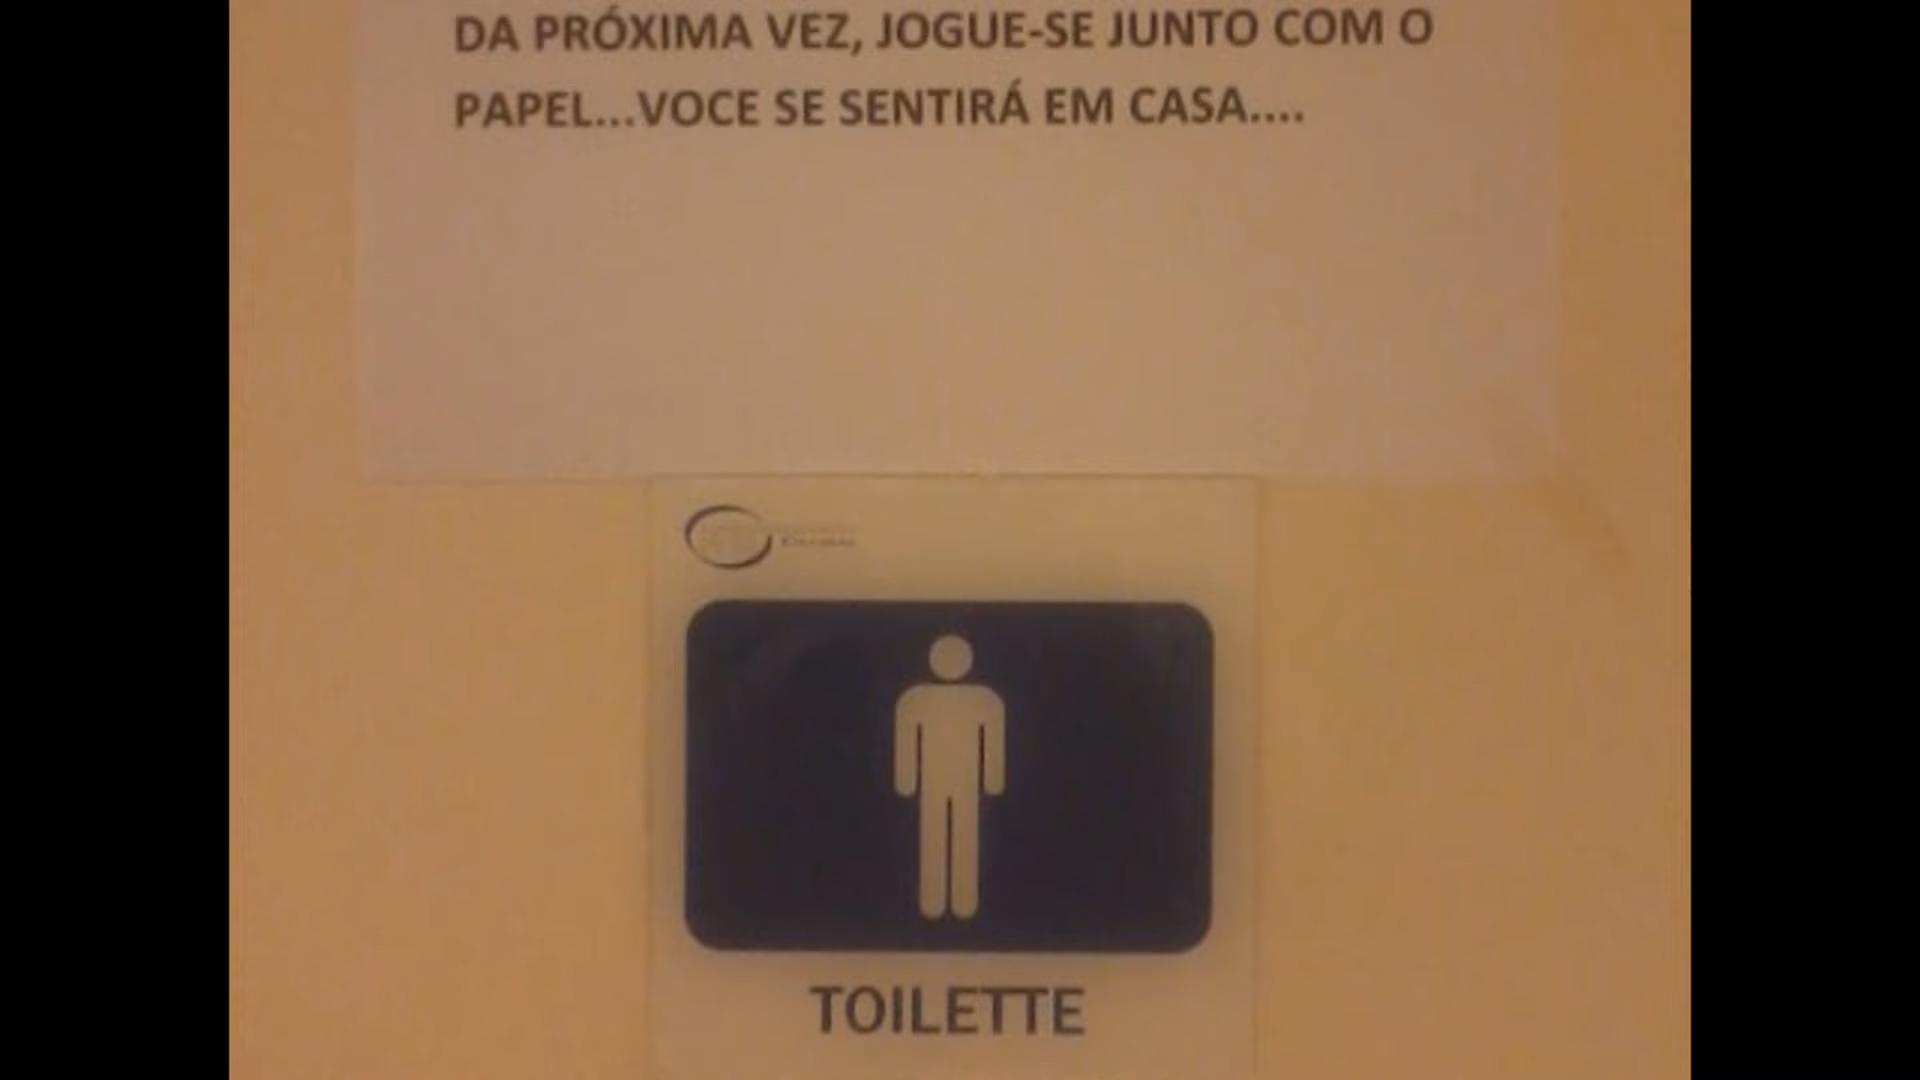 DA PRÓXIMA VEZ, JOGUE-SE JUNTO COM O
PAPEL...VOCE SE SENTIRÁ EM CASA....
TOILETTE